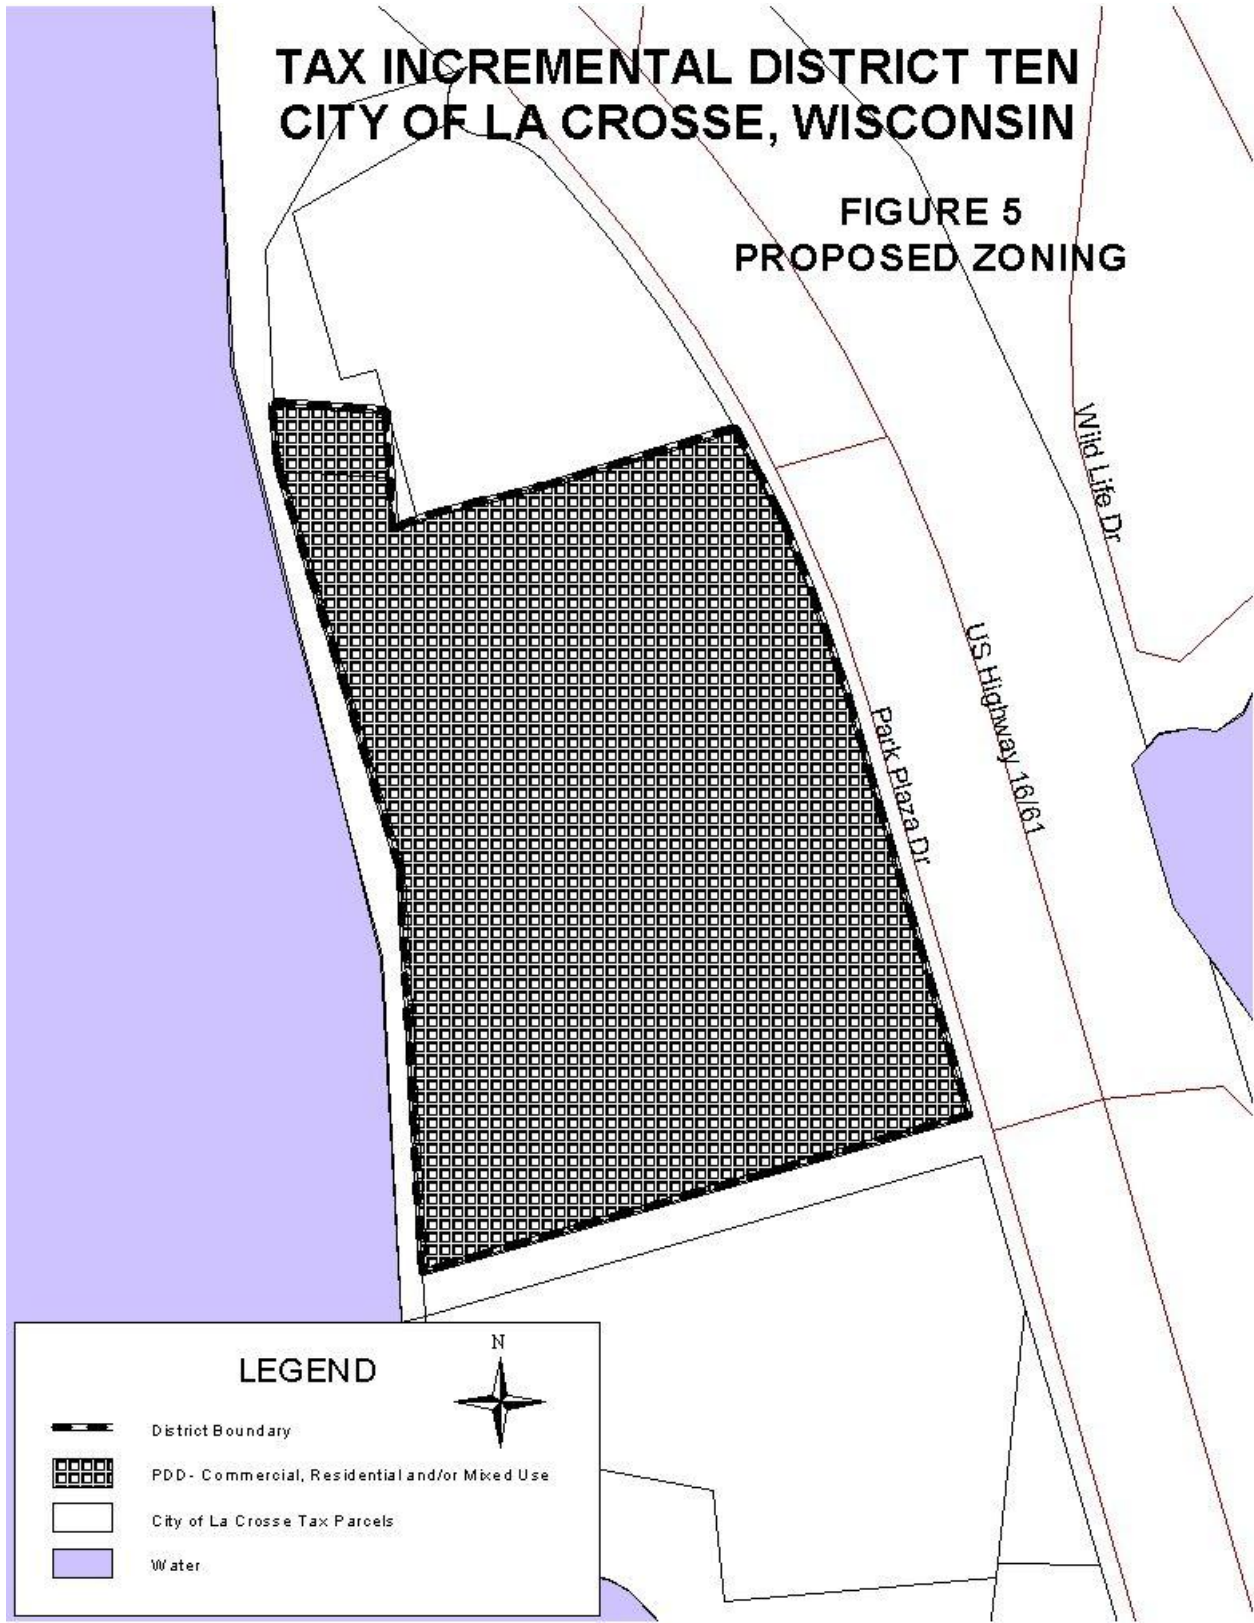 TAX INCREMENTAL DISTRICT TEN
CITY OF LA CROSSE, WISCONSIN
FIGURE 5
PROPOSED ZONING
Wild Life Dr
US Highway 16/61
Park Plaza Dr
LEGEND
N
District Boundary
PDD- Commercial, Residential and/or Mixed Use
City of La Crosse Tax Parcels
Water